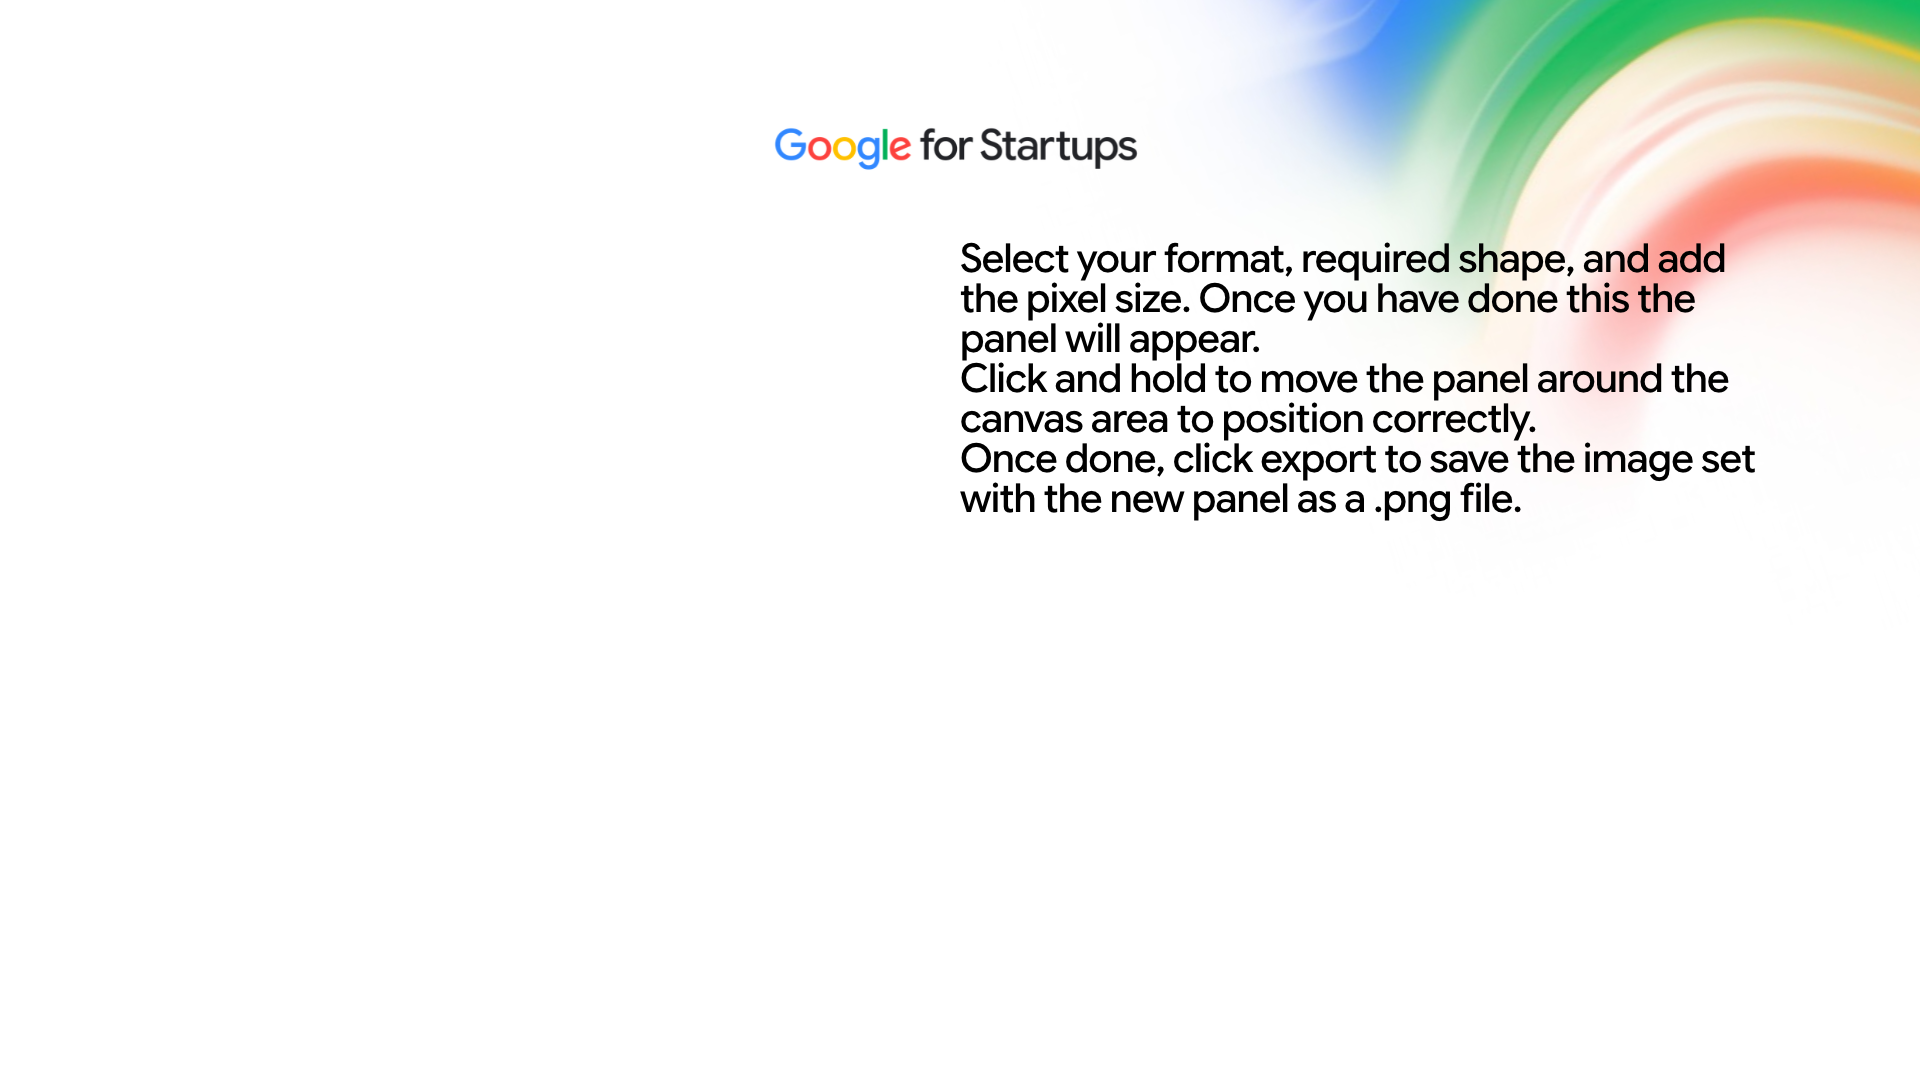 Google for Startups
Select your format, required shape, and add
the pixel size. Once you have done this the
panel will appear.
Click and hold to move the panel around the
canvas area to position correctly.
Once done, click export to save the image set
with the new panel as a .png file.